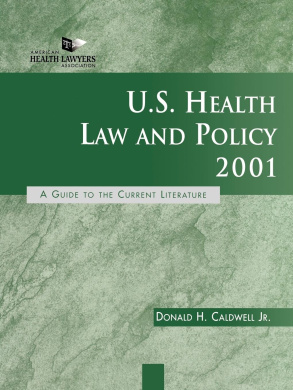 AMERICAN
HEALTH LAWYERS
ASSOCIATION
U.S. HEALTH
LAW AND POLICY
2001
A GUIDE TO THE CURRENT LITERATURE
DONALD H. CALDWELL JR.